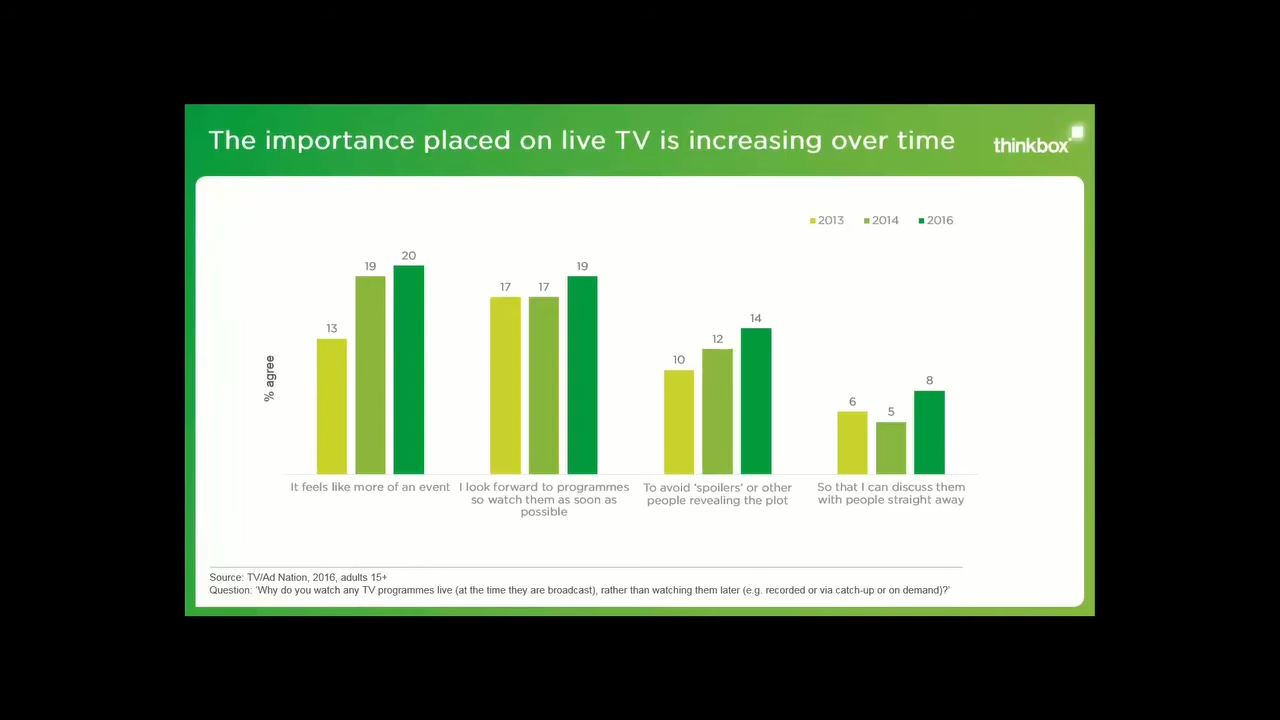 The importance placed on live TV is increasing over time
thinkbox
2013 2014 2016
% agree
13 19 20
17 17 19
10 12 14
6 5 8
It feels like more of an event
I look forward to programmes
so watch them as soon as
possible
To avoid ‘spoilers’ or other
people revealing the plot
So that I can discuss them
with people straight away
Source: TV/Ad Nation, 2016, adults 15+
Question: ‘Why do you watch any TV programmes live (at the time they are broadcast), rather than watching them later (e.g. recorded or via catch-up or on demand)?’